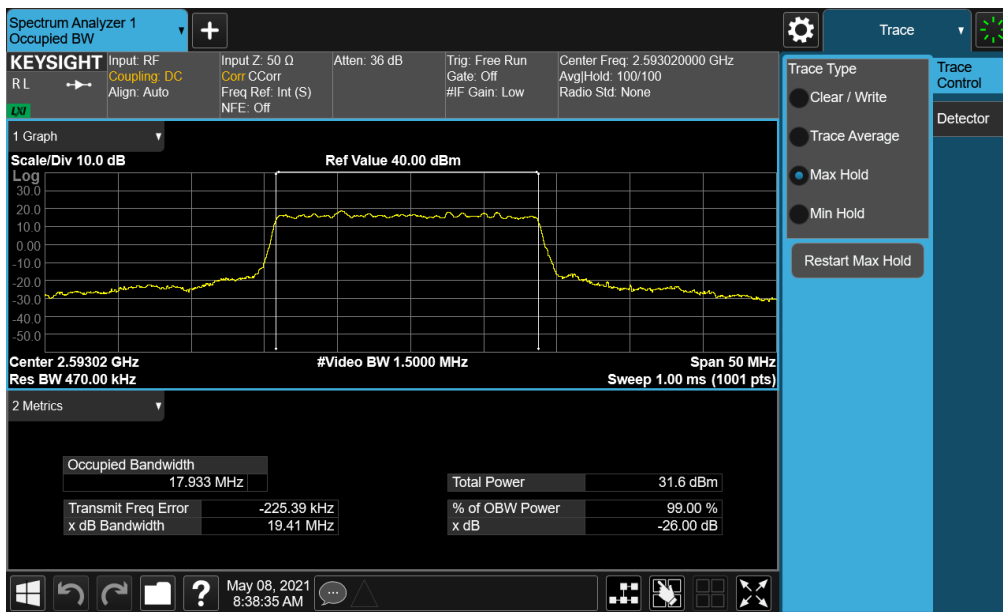 Spectrum Analyzer 1
Occupied BW
+
Trace
KEYSIGHT
R L
LXI
Input: RF
Coupling: DC
Align: Auto
Input Z: 50 Ω
Corr CCorr
Freq Ref: Int (S)
NFE: Off
Atten: 36 dB
Trig: Free Run
Gate: Off
#IF Gain: Low
Center Freq: 2.593020000 GHz
Avg|Hold: 100/100
Radio Std: None
Trace Type
Clear / Write
Trace Average
Max Hold
Min Hold
Restart Max Hold
Trace
Control
Detector
1 Graph
Scale/Div 10.0 dB
Ref Value 40.00 dBm
Log
30.0
20.0
10.0
0.00
-10.0
-20.0
-30.0
-40.0
-50.0
Center 2.59302 GHz
#Video BW 1.5000 MHz
Span 50 MHz
Res BW 470.00 kHz
Sweep 1.00 ms (1001 pts)
2 Metrics
Occupied Bandwidth
17.933 MHz
Total Power 31.6 dBm
Transmit Freq Error -225.39 kHz
% of OBW Power 99.00 %
x dB Bandwidth 19.41 MHz
x dB -26.00 dB
?
May 08, 2021
8:38:35 AM